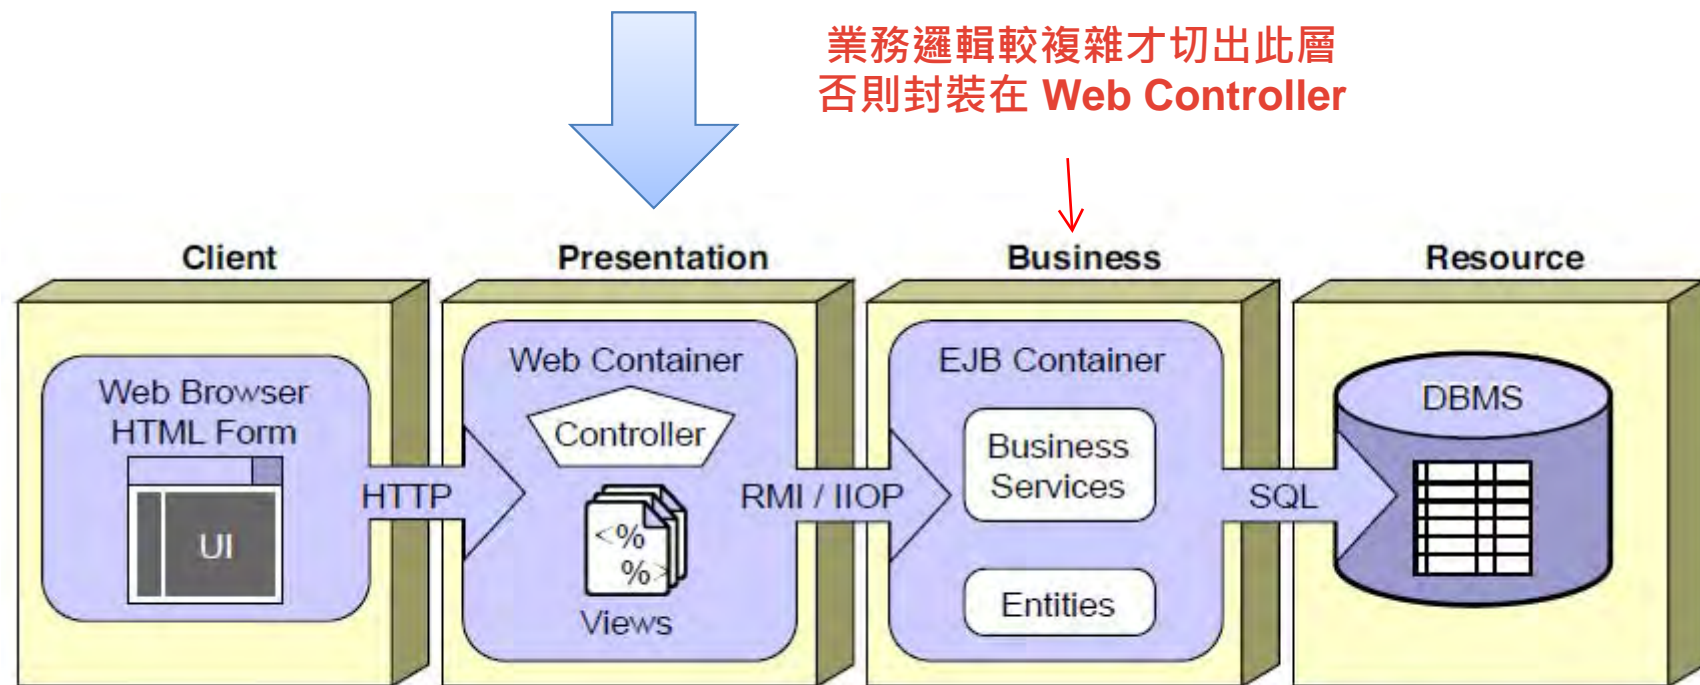 業務邏輯較複雜才切出此層
否則封裝在 Web Controller
Client
Presentation
Business
Resource
Web Browser
HTML Form
UI
HTTP
Web Container
Controller
<%
%>
Views
RMI / IIOP
EJB Container
Business
Services
Entities
SQL
DBMS